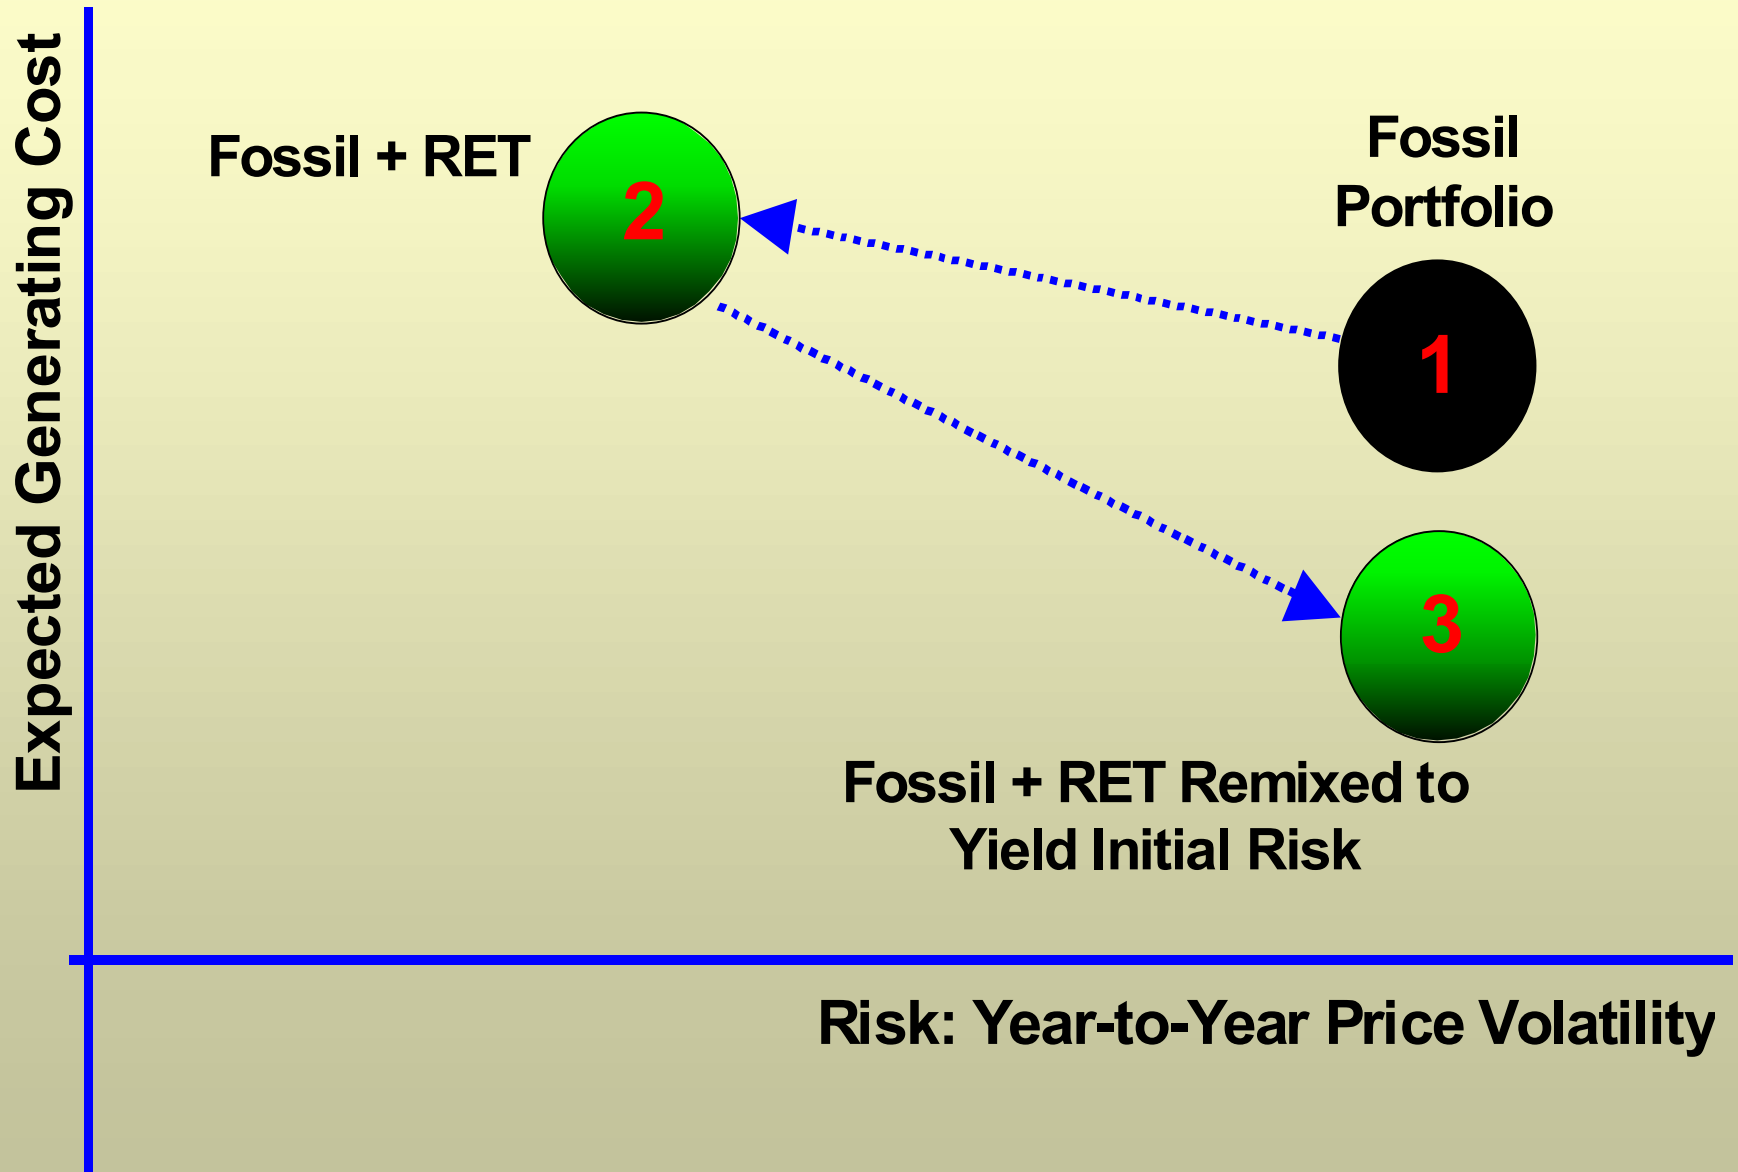 Expected Generating Cost
Fossil + RET
2
Fossil
Portfolio
1
3
Fossil + RET Remixed to
Yield Initial Risk
Risk: Year-to-Year Price Volatility